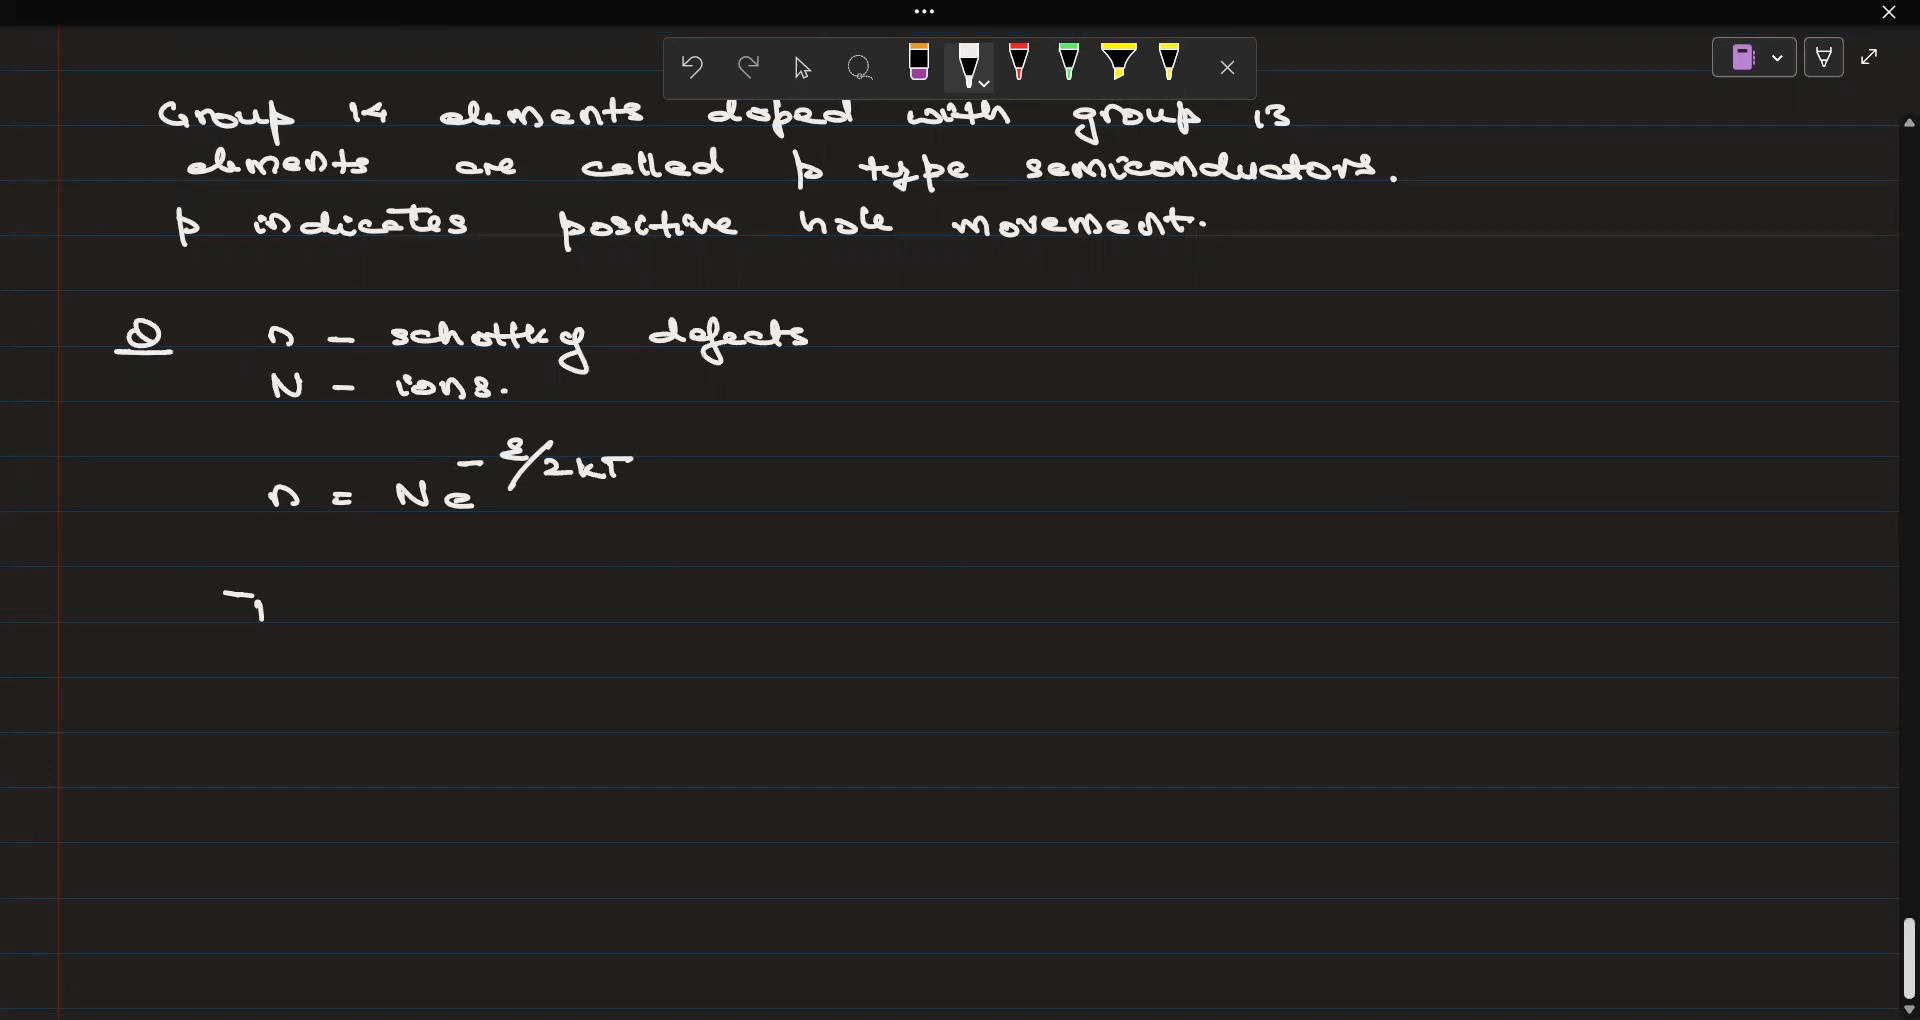 Group 14 elements doped with group 13
elements are called p type semiconductors.
p indicates positive hole movement.
Q n - schottky defects
N - ions.
n = N e^-ε/2kT